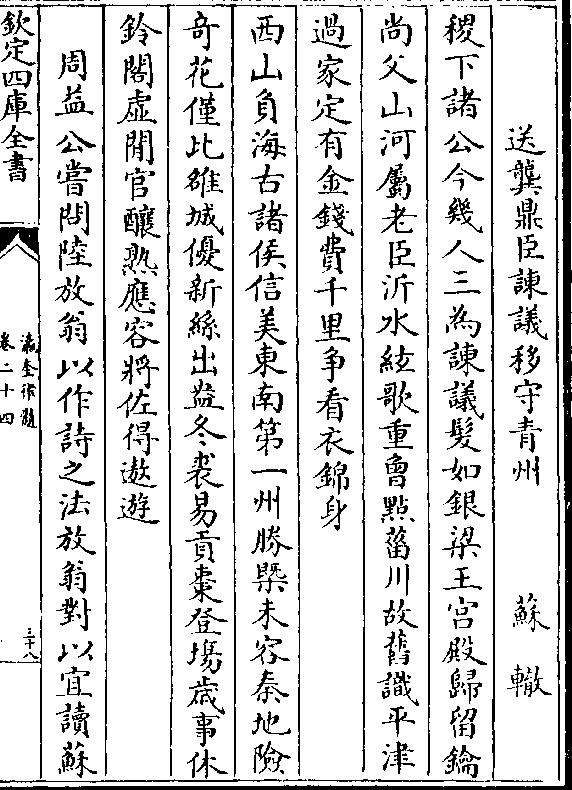 送龔鼎臣諫議移守青州　蘇轍
稷下諸公今幾人三為諫議髮如銀梁王宫殿歸留鑰
尚父山河屬老臣沂水絃歌重曾㸃菑川故舊識平津
過家定有金錢費千里争看衣錦身
西山負海古諸侯信美東南第一州勝槩未容秦地險
竒花僅比雒城優新絲出盎冬裘易貢棗登塲歳事休
鈴閣虚閒官釀熟應容將佐得遨遊
周益公嘗問陸放翁以作詩之法放翁對以宜讀蘇
欽定四庫全書
瀛奎律髓
卷二十四
三十八